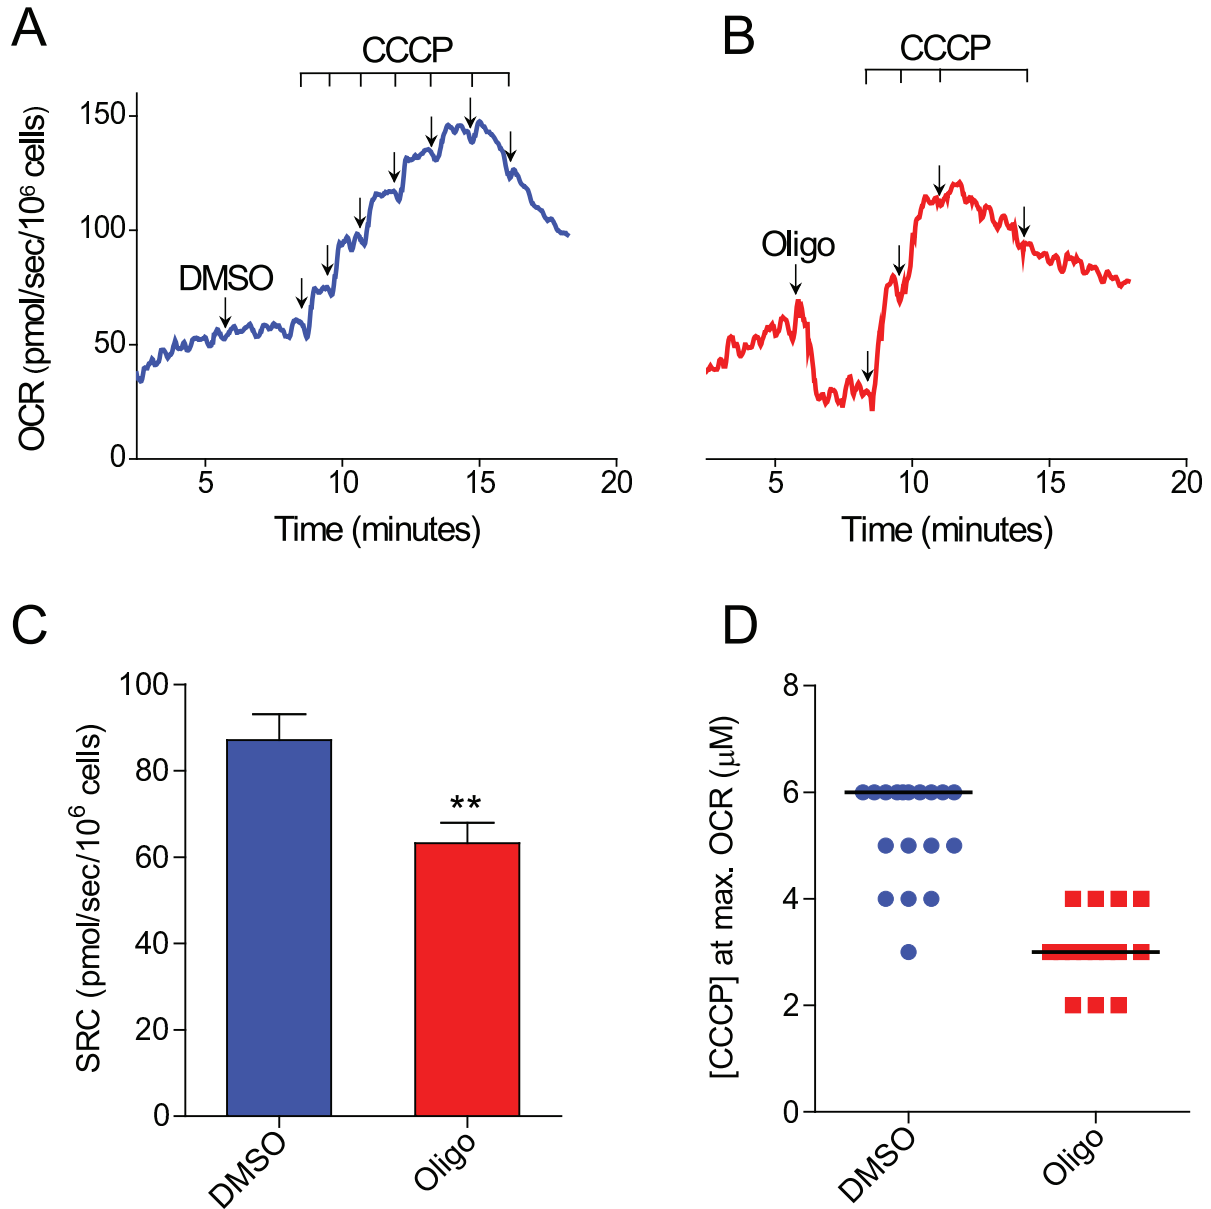 A
CCCP
OCR (pmol/sec/10⁶ cells)
150
100
50
0
DMSO
5
10
15
20
Time (minutes)
B
CCCP
Oligo
5
10
15
20
Time (minutes)
C
SRC (pmol/sec/10⁶ cells)
100
80
60
40
20
0
**
DMSO
Oligo
D
[CCCP] at max. OCR (μM)
8
6
4
2
0
DMSO
Oligo